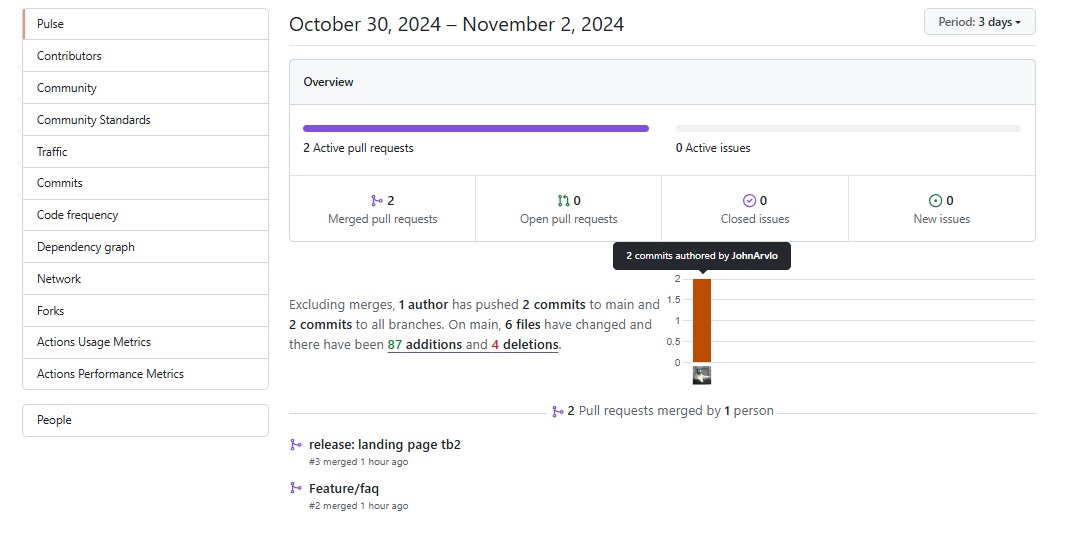 Pulse
Contributors
Community
Community Standards
Traffic
Commits
Code frequency
Dependency graph
Network
Forks
Actions Usage Metrics
Actions Performance Metrics
People
October 30, 2024 – November 2, 2024
Period: 3 days
Overview
2 Active pull requests
0 Active issues
2
Merged pull requests
0
Open pull requests
0
Closed issues
0
New issues
2 commits authored by JohnArvlo
Excluding merges, 1 author has pushed 2 commits to main and
2 commits to all branches. On main, 6 files have changed and
there have been 87 additions and 4 deletions.
2
1.5
1
0.5
0
2 Pull requests merged by 1 person
release: landing page tb2
#3 merged 1 hour ago
Feature/faq
#2 merged 1 hour ago